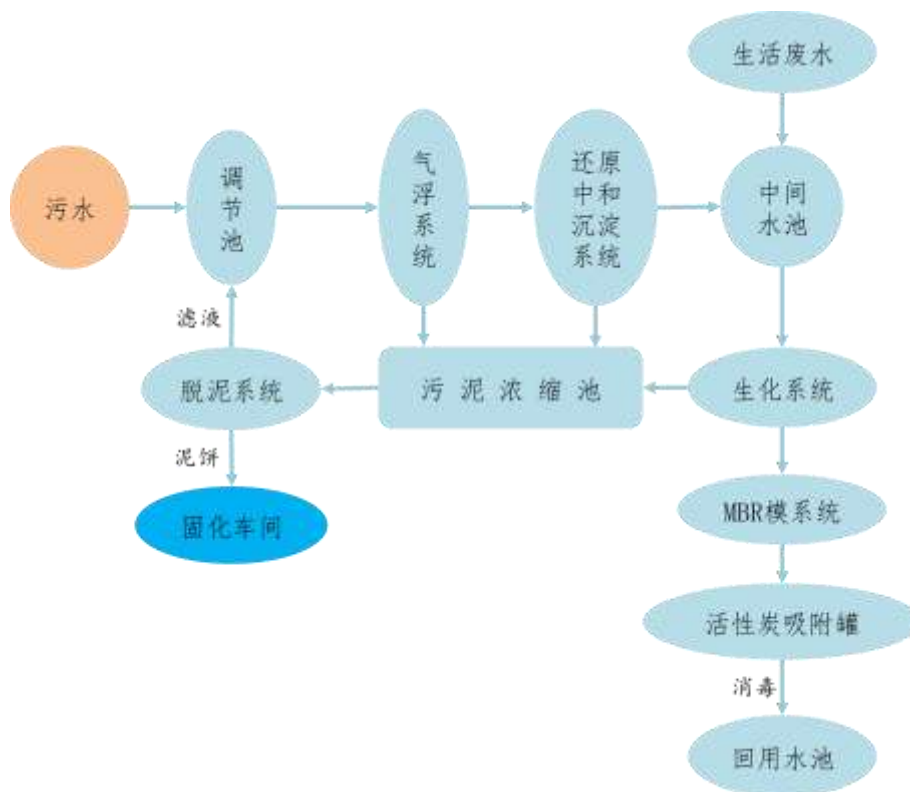 生活废水
污水
调
节
池
气
浮
系
统
还原
中和
沉淀
系统
中间
水池
滤液
脱泥系统
污泥浓缩池
生化系统
泥饼
固化车间
MBR模系统
活性炭吸附罐
消毒
回用水池